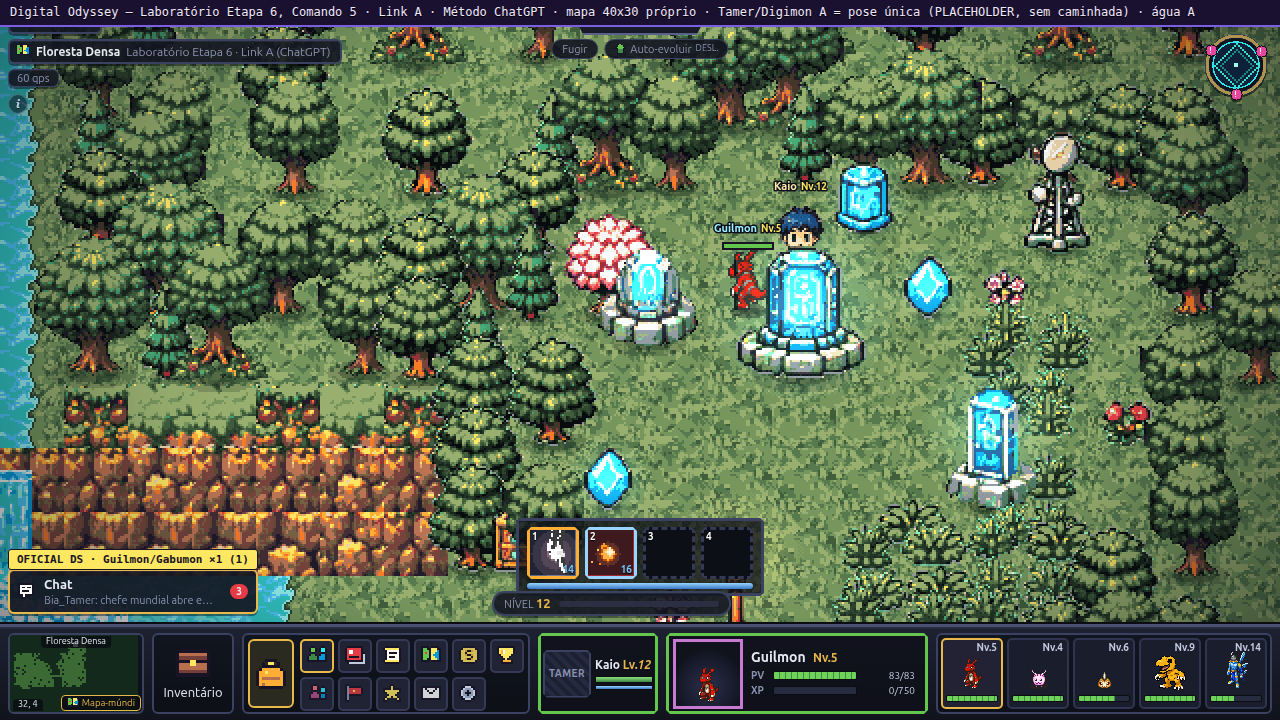 Digital Odyssey — Laboratório Etapa 6, Comando 5 · Link A · Método ChatGPT · mapa 40x30 próprio · Tamer/Digimon A = pose única (PLACEHOLDER, sem caminhada) · água A
Floresta Densa Laboratório Etapa 6 · Link A (ChatGPT)
Fugir
Auto-evoluir DESL.
60 qps
i
Kaio Nv.12
Guilmon Nv.5
1
14
2
16
3
4
NÍVEL 12
OFICIAL DS · Guilmon/Gabumon ×1 (1)
Chat
Bia_Tamer: chefe mundial abre e...
3
Floresta Densa
32, 4
Mapa-múndi
Inventário
TAMER
Kaio Lv.12
Guilmon Nv.5
PV 83/83
XP 0/750
Nv.5
Nv.4
Nv.6
Nv.9
Nv.14